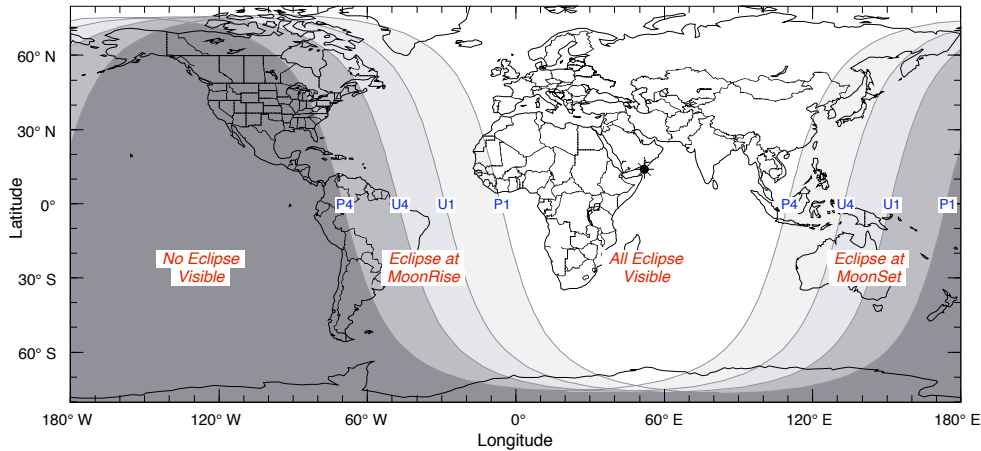 60° N
30° N
0°
30° S
60° S
Latitude
P4
U4
U1
P1
P4
U4
U1
P1
No Eclipse
Visible
Eclipse at
MoonRise
All Eclipse
Visible
Eclipse at
MoonSet
180° W
120° W
60° W
0°
60° E
120° E
180° E
Longitude